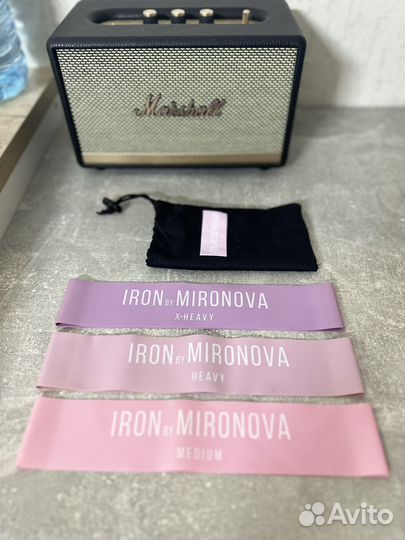 Marshall
IRON BY MIRONOVA
X-HEAVY
IRON BY MIRONOVA
HEAVY
IRON BY MIRONOVA
MEDIUM
Avito